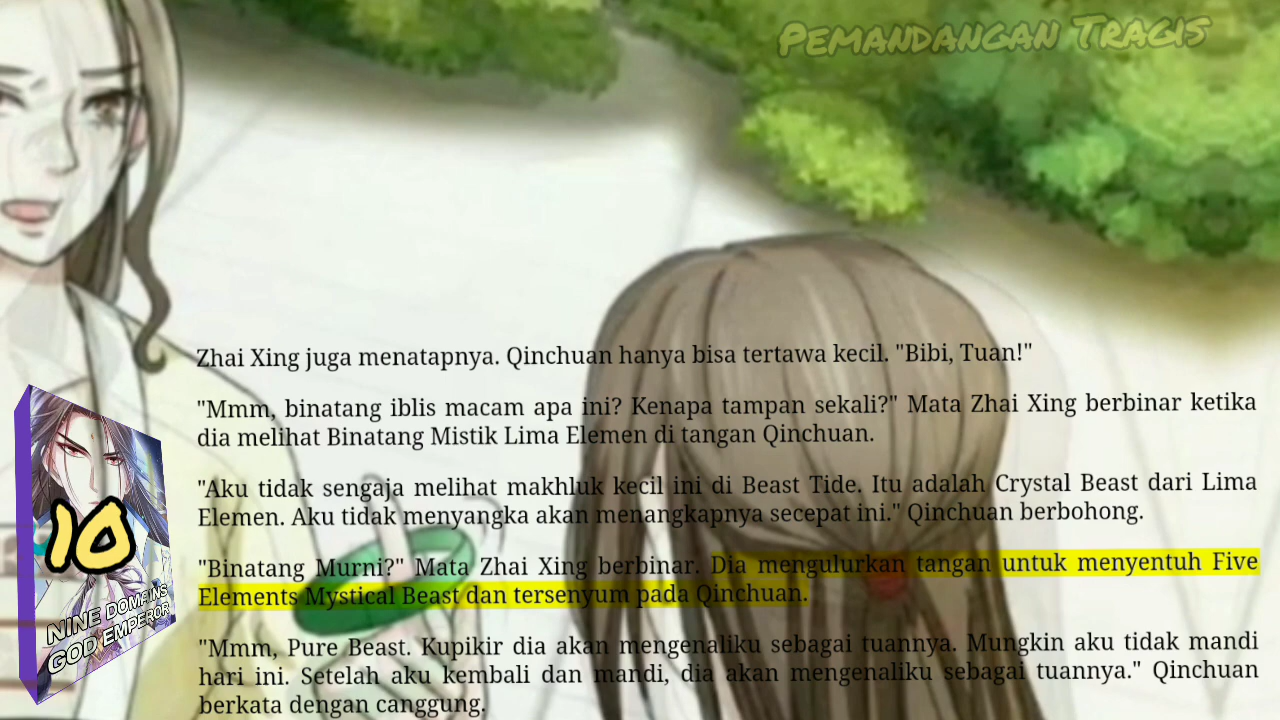 Pemandangan Tragis
Zhai Xing juga menatapnya. Qinchuan hanya bisa tertawa kecil. "Bibi, Tuan!"
"Mmm, binatang iblis macam apa ini? Kenapa tampan sekali?" Mata Zhai Xing berbinar ketika
dia melihat Binatang Mistik Lima Elemen di tangan Qinchuan.
"Aku tidak sengaja melihat makhluk kecil ini di Beast Tide. Itu adalah Crystal Beast dari Lima
Elemen. Aku tidak menyangka akan menangkapnya secepat ini." Qinchuan berbohong.
"Binatang Murni?" Mata Zhai Xing berbinar. Dia mengulurkan tangan untuk menyentuh Five
Elements Mystical Beast dan tersenyum pada Qinchuan.
"Mmm, Pure Beast. Kupikir dia akan mengenaliku sebagai tuannya. Mungkin aku tidak mandi
hari ini. Setelah aku kembali dan mandi, dia akan mengenaliku sebagai tuannya." Qinchuan
berkata dengan canggung.
10
NINE DOMAINS
GOD EMPEROR